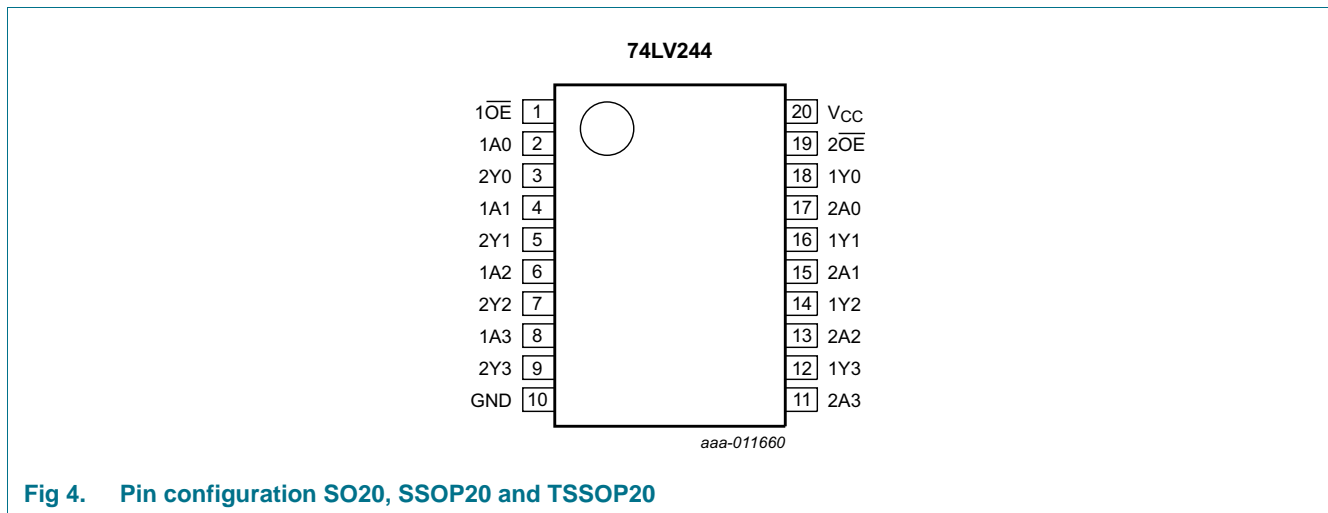 74LV244
1O̅E̅ 1 20 VCC
1A0 2 19 2O̅E̅
2Y0 3 18 1Y0
1A1 4 17 2A0
2Y1 5 16 1Y1
1A2 6 15 2A1
2Y2 7 14 1Y2
1A3 8 13 2A2
2Y3 9 12 1Y3
GND 10 11 2A3
aaa-011660
Fig 4. Pin configuration SO20, SSOP20 and TSSOP20